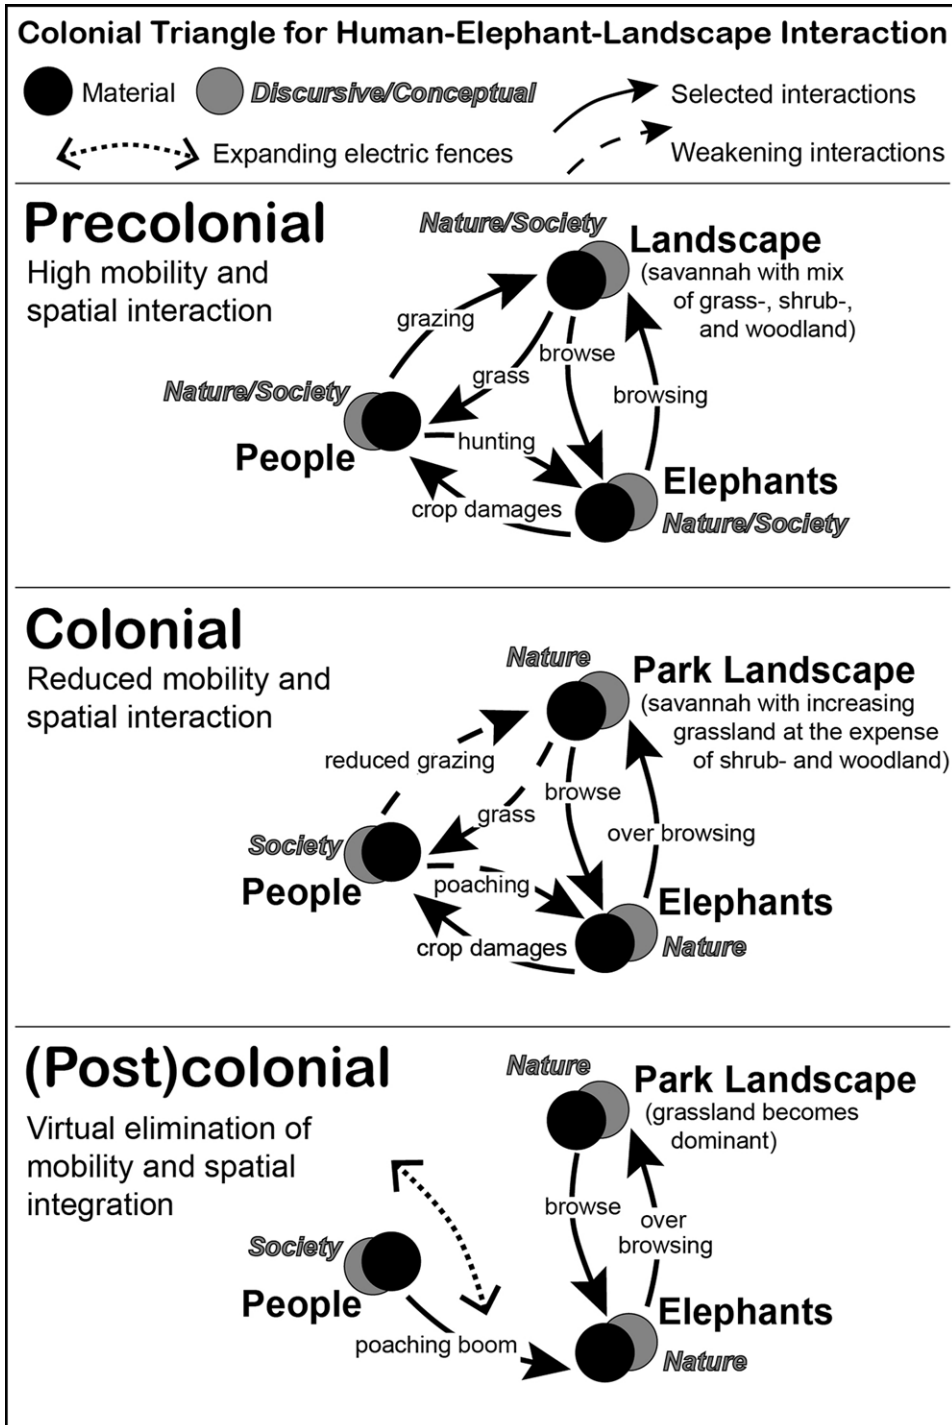 Colonial Triangle for Human-Elephant-Landscape Interaction
Material
Discursive/Conceptual
Selected interactions
Expanding electric fences
Weakening interactions
Precolonial
High mobility and
spatial interaction
Nature/Society
Landscape
(savannah with mix
of grass-, shrub-,
and woodland)
grazing
browse
grass
browsing
Nature/Society
People
hunting
crop damages
Elephants
Nature/Society
Colonial
Reduced mobility and
spatial interaction
Nature
Park Landscape
(savannah with increasing
grassland at the expense
of shrub- and woodland)
reduced grazing
browse
grass
over browsing
Society
People
poaching
crop damages
Elephants
Nature
(Post)colonial
Virtual elimination of
mobility and spatial
integration
Nature
Park Landscape
(grassland becomes
dominant)
browse
over
browsing
Society
People
poaching boom
Elephants
Nature